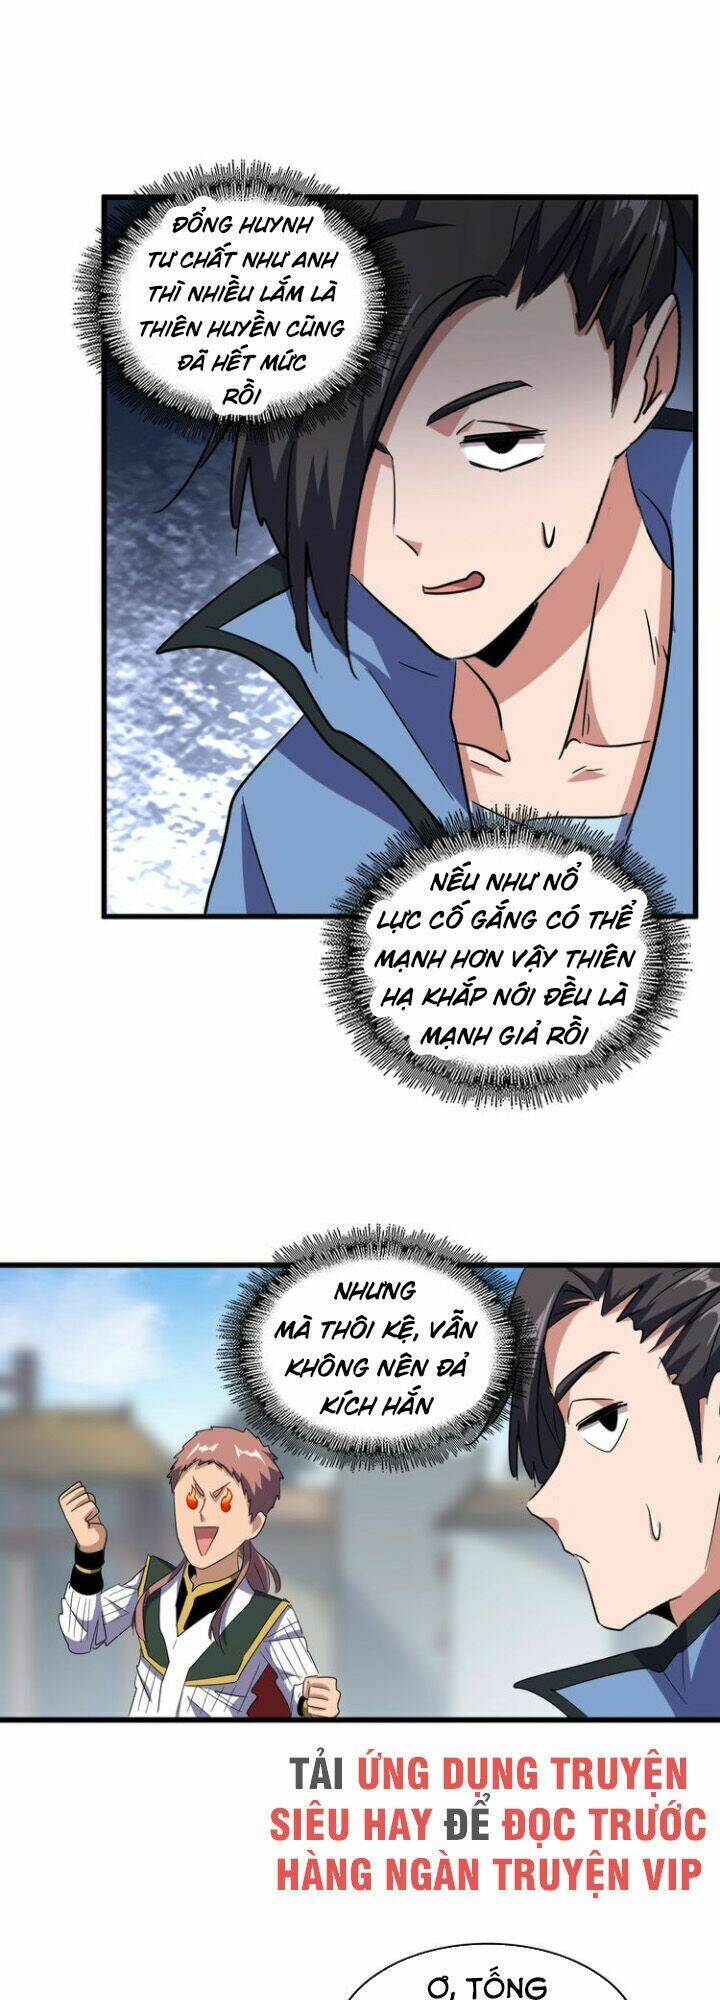 ĐỔNG HUYNH
TƯ CHẤT NHƯ ANH
THÌ NHIỀU LẮM LÀ
THIÊN HUYỀN CŨNG
ĐÃ HẾT MỨC
RỒI
NẾU NHƯ NỔ
LỰC CỐ GẮNG CÓ THỂ
MẠNH HƠN VẬY THIÊN
HẠ KHẮP NỚI ĐỀU LÀ
MẠNH GIẢ RỒI
NHƯNG
MÀ THÔI KỆ, VẪN
KHÔNG NÊN ĐẢ
KÍCH HẮN
TẢI ỨNG DỤNG TRUYỆN
SIÊU HAY ĐỂ ĐỌC TRƯỚC
HÀNG NGÀN TRUYỆN VIP
Ơ, TỐNG